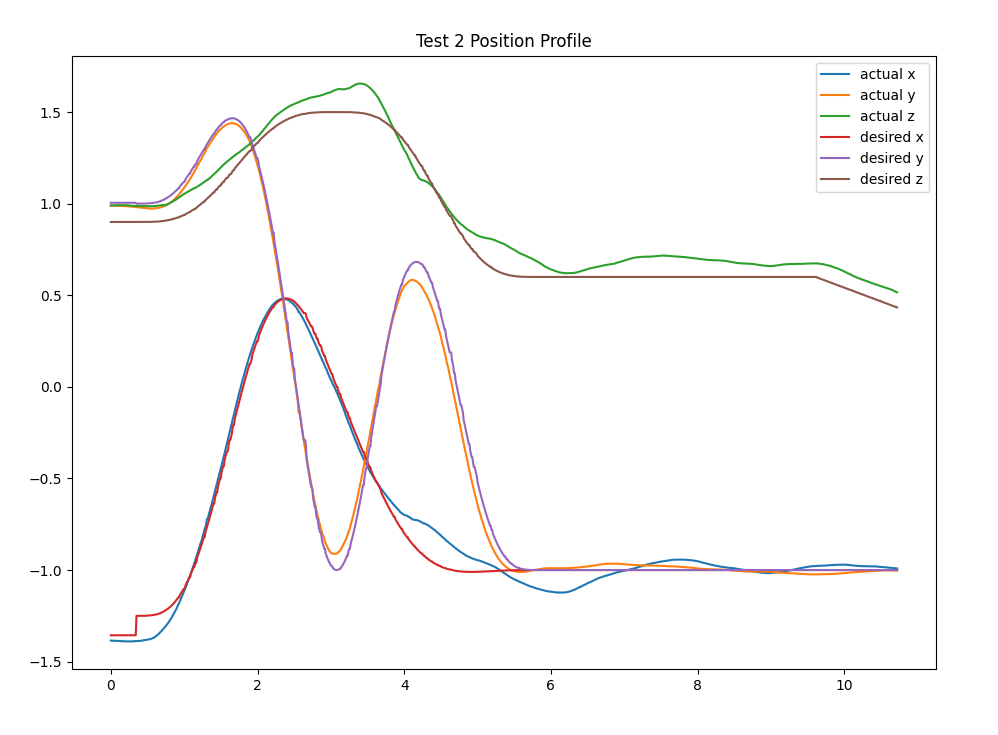 Test 2 Position Profile
actual x
actual y
actual z
desired x
desired y
desired z
1.5
1.0
0.5
0.0
−0.5
−1.0
−1.5
0 2 4 6 8 10